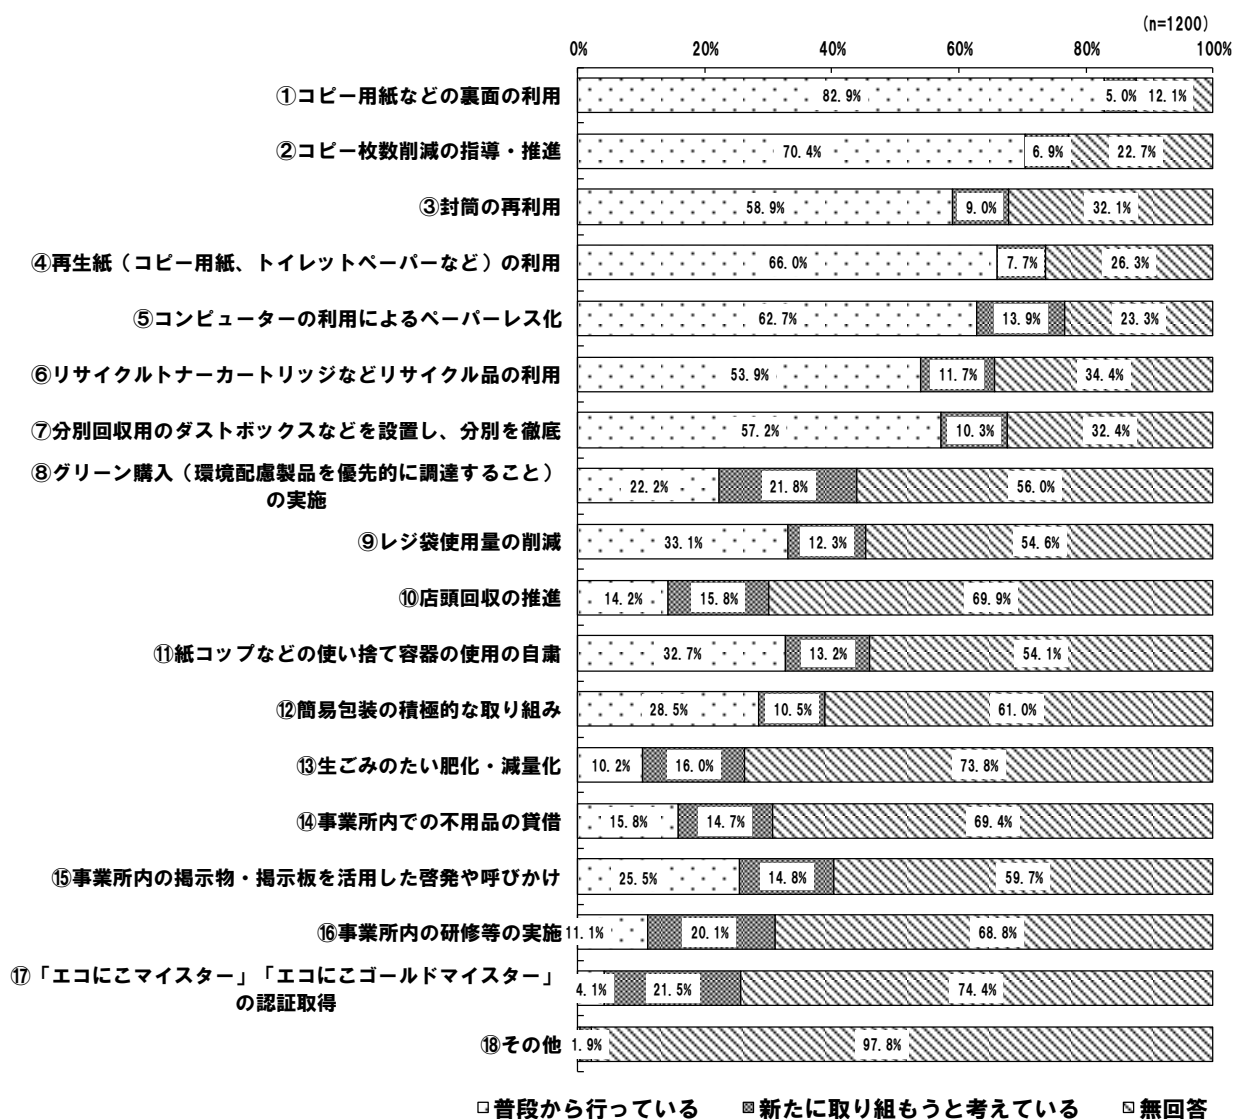 (n=1200)
0% 20% 40% 60% 80% 100%
①コピー用紙などの裏面の利用 82.9% 5.0% 12.1%
②コピー枚数削減の指導・推進 70.4% 6.9% 22.7%
③封筒の再利用 58.9% 9.0% 32.1%
④再生紙（コピー用紙、トイレットペーパーなど）の利用 66.0% 7.7% 26.3%
⑤コンピューターの利用によるペーパーレス化 62.7% 13.9% 23.3%
⑥リサイクルトナーカートリッジなどリサイクル品の利用 53.9% 11.7% 34.4%
⑦分別回収用のダストボックスなどを設置し、分別を徹底 57.2% 10.3% 32.4%
⑧グリーン購入（環境配慮製品を優先的に調達すること）
の実施 22.2% 21.8% 56.0%
⑨レジ袋使用量の削減 33.1% 12.3% 54.6%
⑩店頭回収の推進 14.2% 15.8% 69.9%
⑪紙コップなどの使い捨て容器の使用の自粛 32.7% 13.2% 54.1%
⑫簡易包装の積極的な取り組み 28.5% 10.5% 61.0%
⑬生ごみのたい肥化・減量化 10.2% 16.0% 73.8%
⑭事業所内での不用品の貸借 15.8% 14.7% 69.4%
⑮事業所内の掲示物・掲示板を活用した啓発や呼びかけ 25.5% 14.8% 59.7%
⑯事業所内の研修等の実施 11.1% 20.1% 68.8%
⑰「エコにこマイスター」「エコにこゴールドマイスター」
の認証取得 4.1% 21.5% 74.4%
⑱その他 1.9% 97.8%
普段から行っている 新たに取り組もうと考えている 無回答